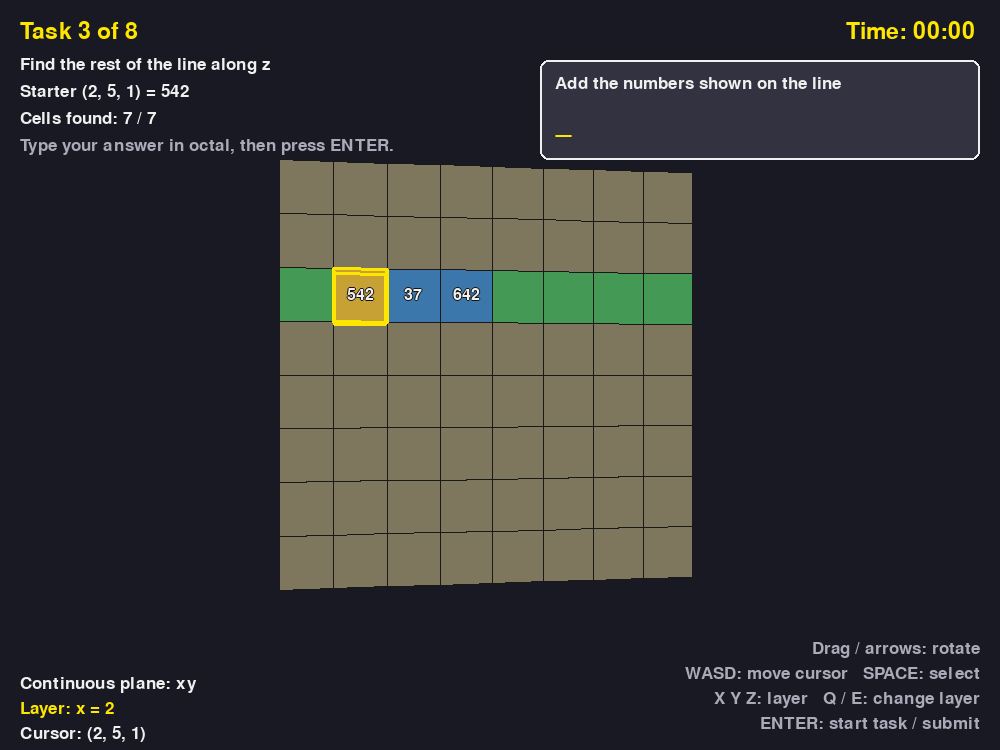 Task 3 of 8
Time: 00:00
Find the rest of the line along z
Starter (2, 5, 1) = 542
Cells found: 7 / 7
Type your answer in octal, then press ENTER.
Add the numbers shown on the line
542 37 642
Continuous plane: xy
Layer: x = 2
Cursor: (2, 5, 1)
Drag / arrows: rotate
WASD: move cursor SPACE: select
X Y Z: layer Q / E: change layer
ENTER: start task / submit